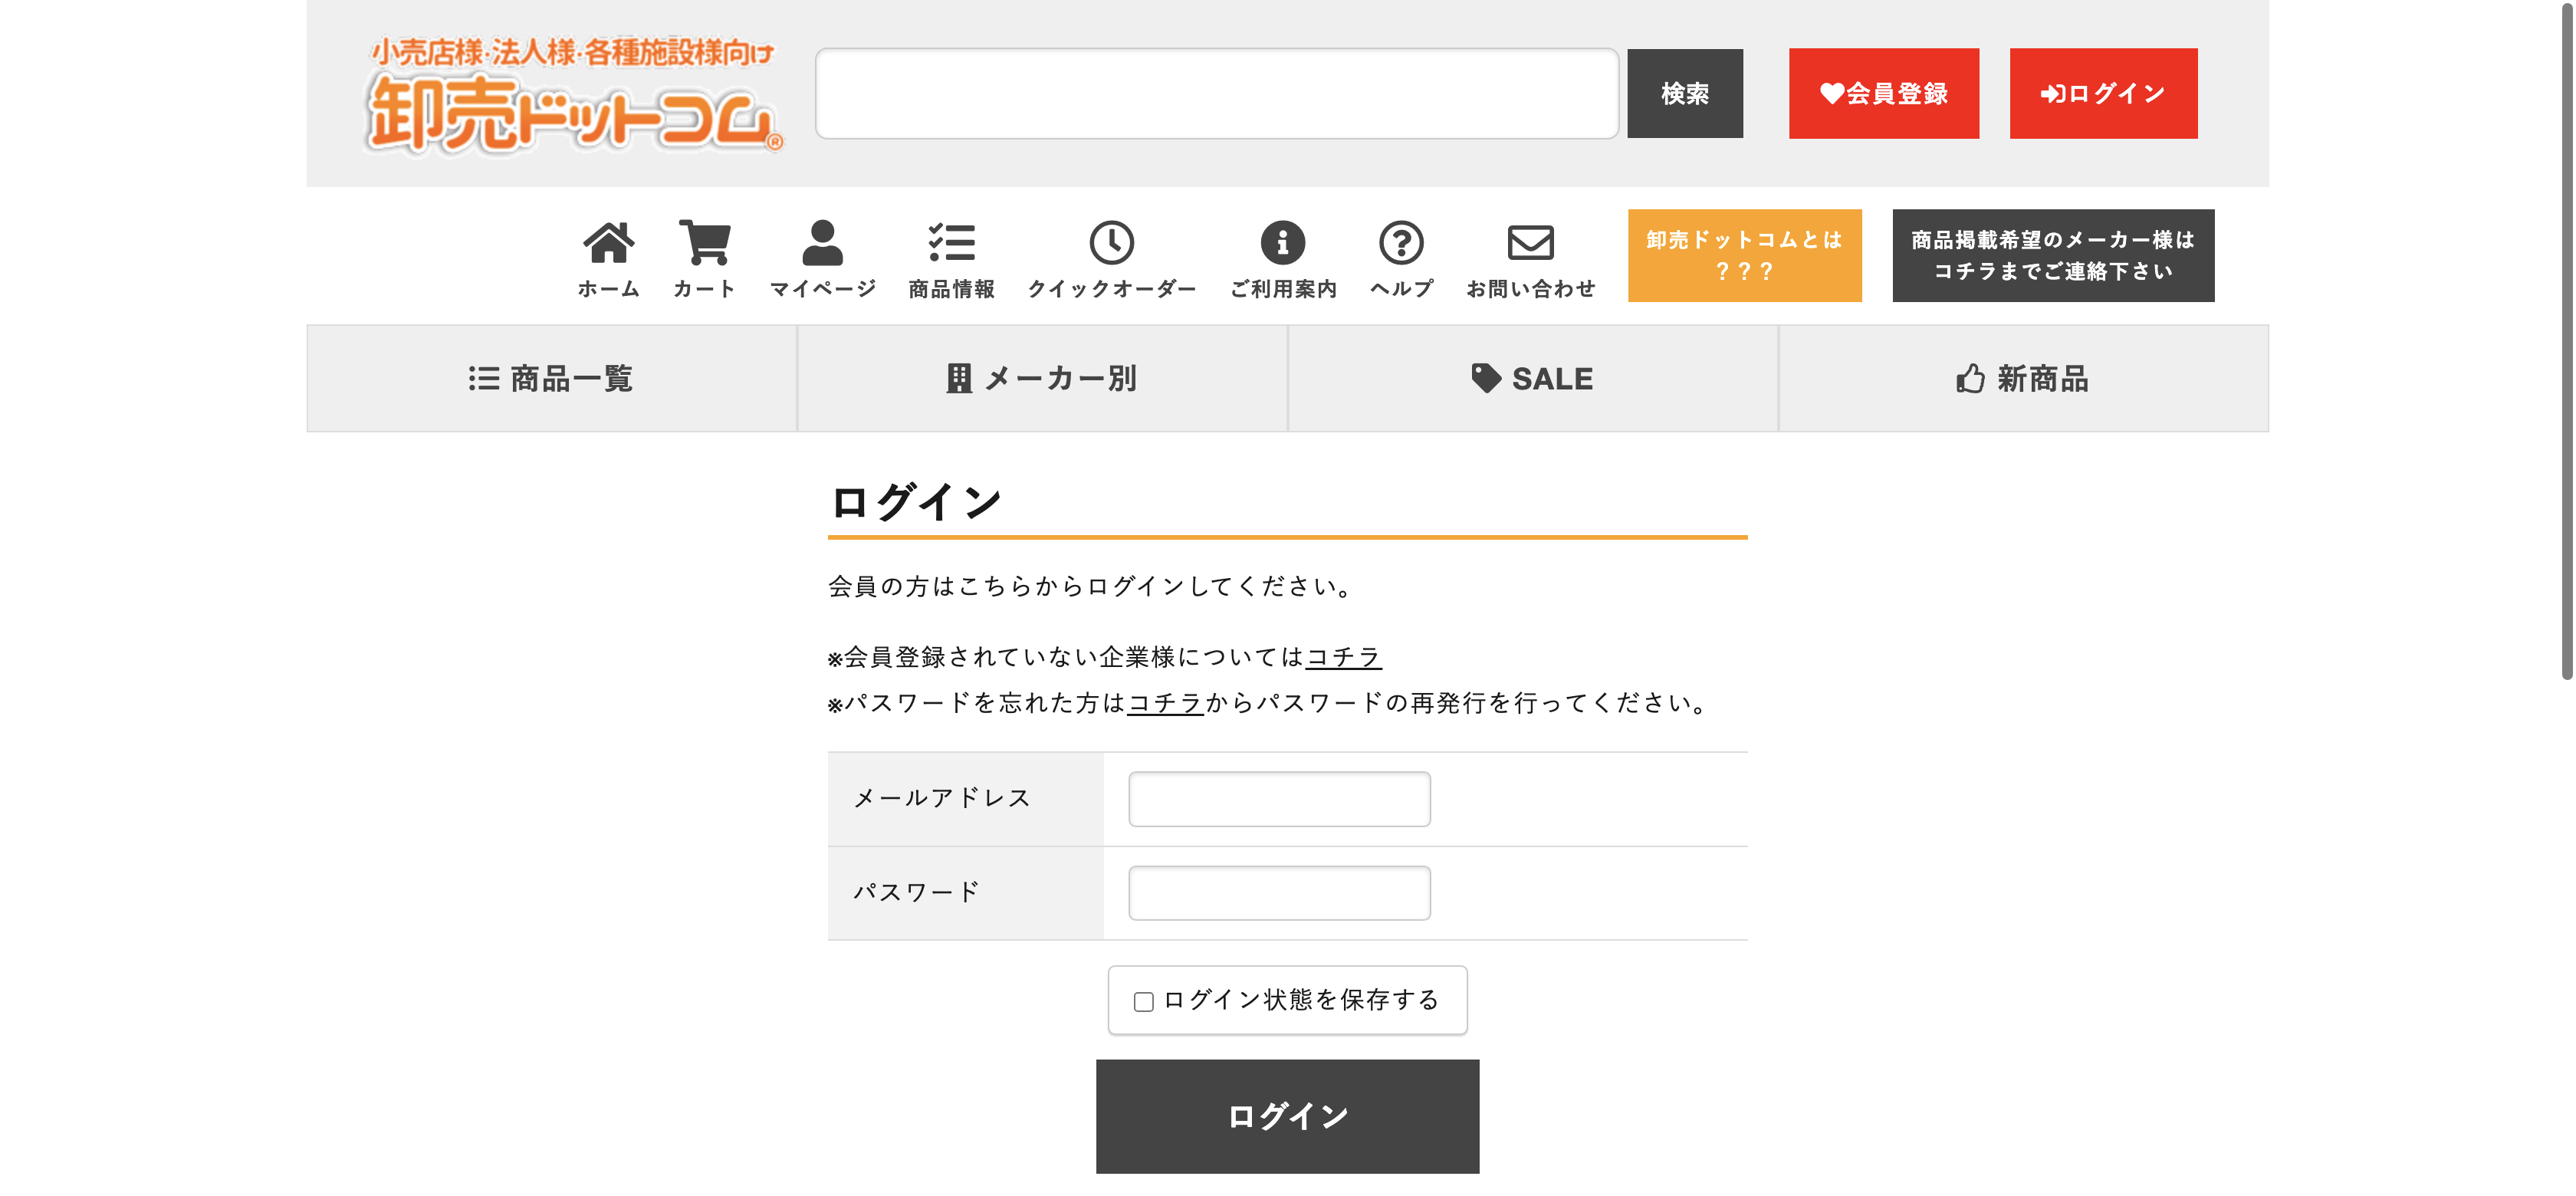 小売店様・法人様・各種施設様向け
卸売ドットコム®
検索
会員登録
ログイン
ホーム
カート
マイページ
商品情報
クイックオーダー
ご利用案内
ヘルプ
お問い合わせ
卸売ドットコムとは
？？？
商品掲載希望のメーカー様は
コチラまでご連絡下さい
商品一覧
メーカー別
SALE
新商品
ログイン
会員の方はこちらからログインしてください。
※会員登録されていない企業様についてはコチラ
※パスワードを忘れた方はコチラからパスワードの再発行を行ってください。
メールアドレス
パスワード
ログイン状態を保存する
ログイン